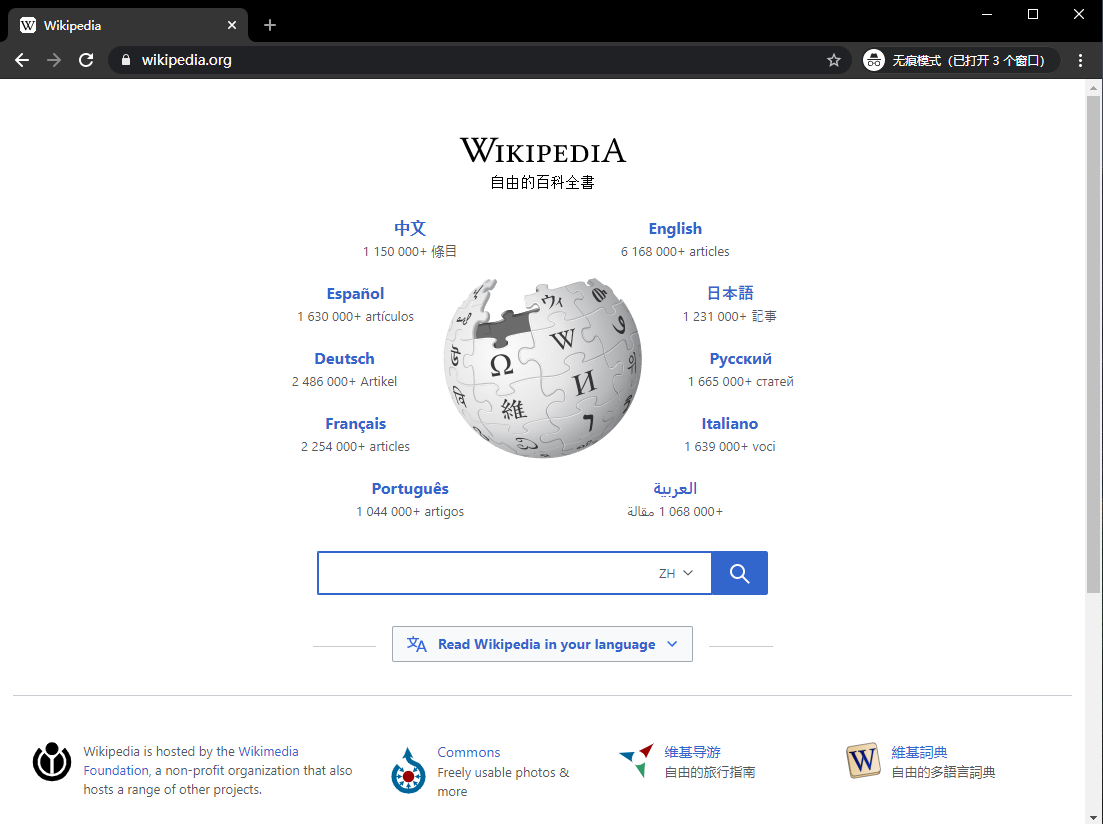 Wikipedia
wikipedia.org
无痕模式（已打开 3 个窗口）
WIKIPEDIA
自由的百科全書
中文
1 150 000+ 條目
English
6 168 000+ articles
Español
1 630 000+ artículos
日本語
1 231 000+ 記事
Deutsch
2 486 000+ Artikel
Русский
1 665 000+ статей
Français
2 254 000+ articles
Italiano
1 639 000+ voci
Português
1 044 000+ artigos
العربية
1 068 000+ مقالة
Ω
W
И
維
ZH
Read Wikipedia in your language
Wikipedia is hosted by the Wikimedia
Foundation, a non-profit organization that also
hosts a range of other projects.
Commons
Freely usable photos &
more
维基导游
自由的旅行指南
W
維基詞典
自由的多語言詞典